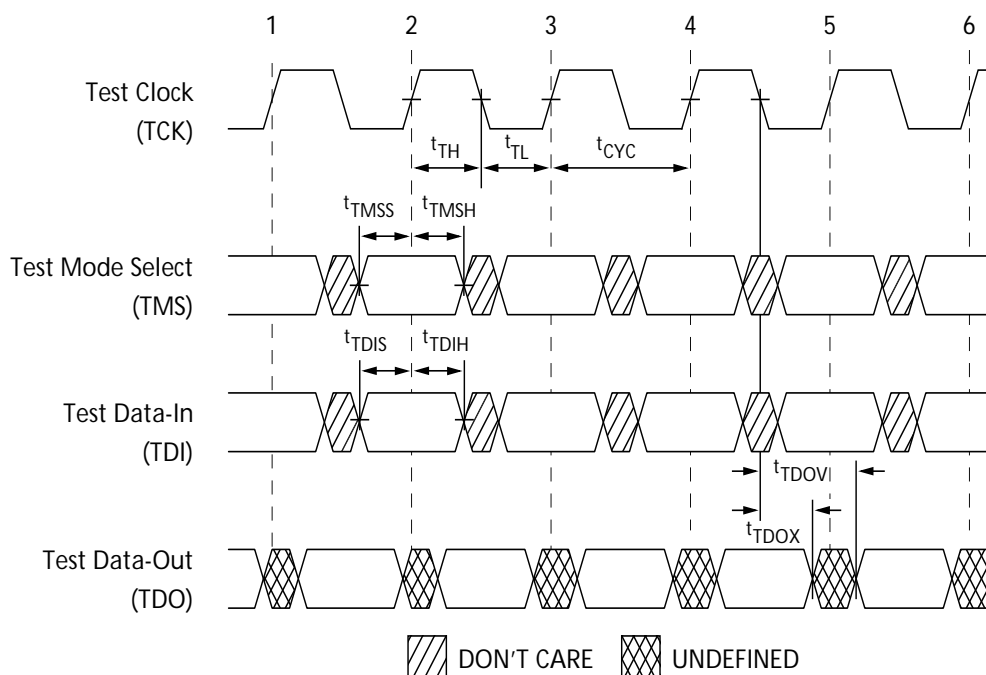 1 2 3 4 5 6
Test Clock
(TCK)
tTH tTL tCYC
tTMSS tTMSH
Test Mode Select
(TMS)
tTDIS tTDIH
Test Data-In
(TDI)
tTDOV
tTDOX
Test Data-Out
(TDO)
DON'T CARE UNDEFINED